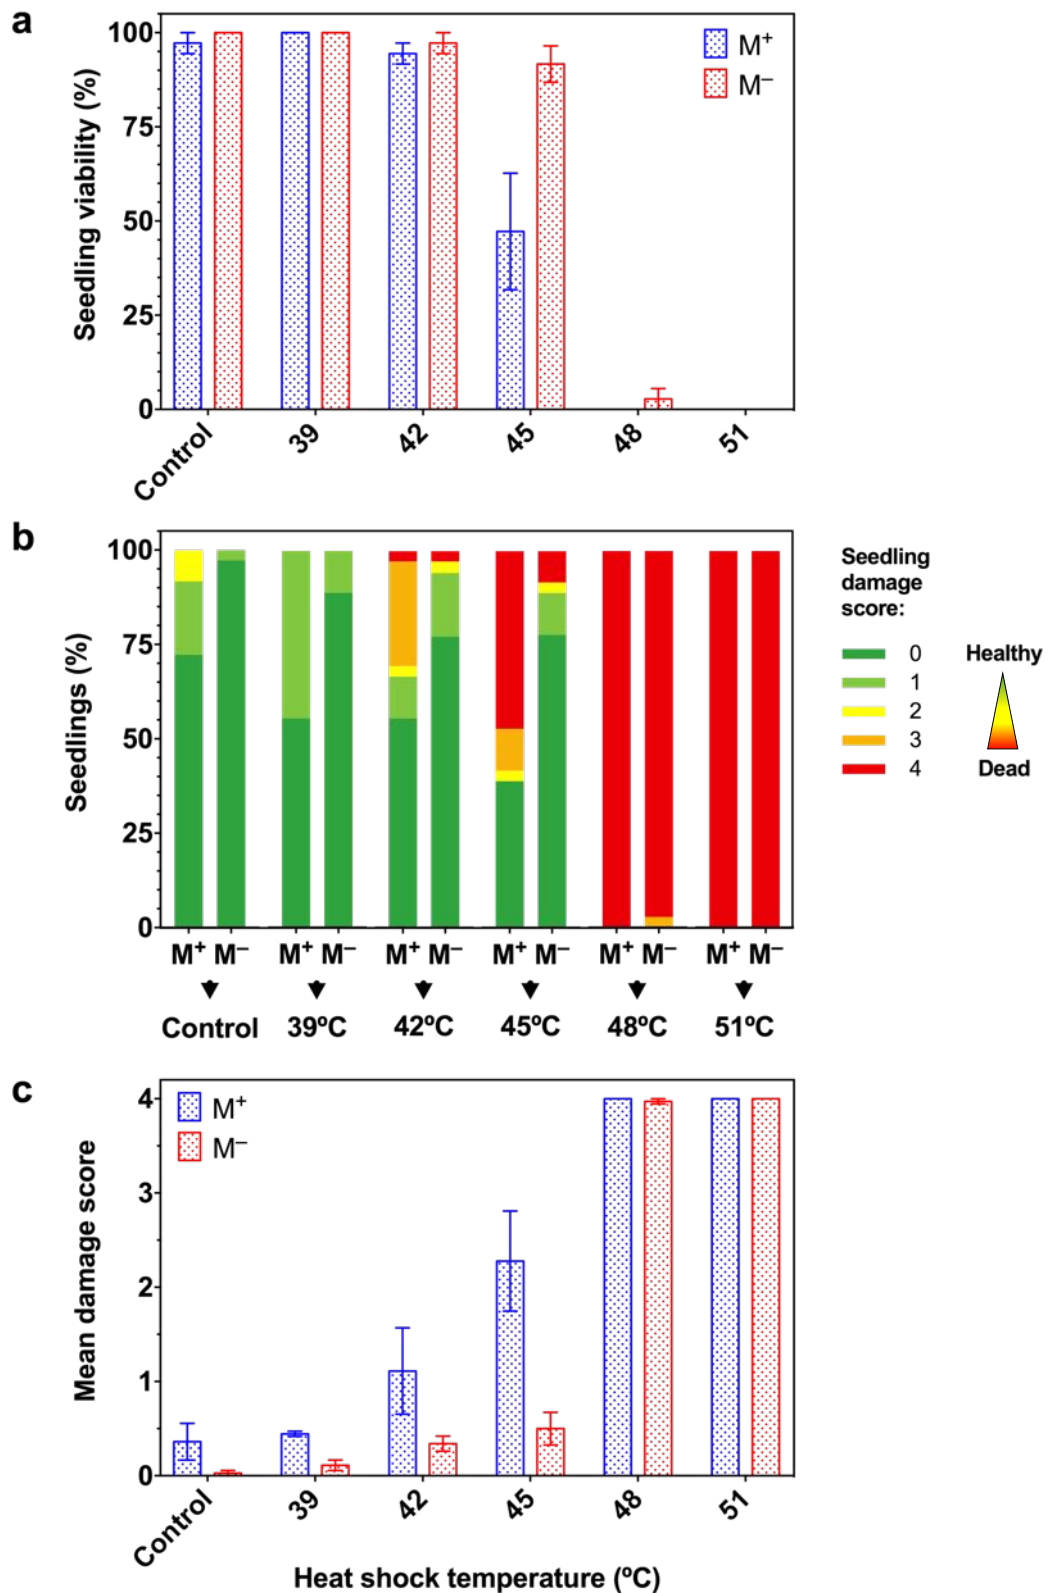 a
Seedling viability (%)
100
75
50
25
0
M⁺
M⁻
Control
39
42
45
48
51
b
Seedlings (%)
100
75
50
25
0
M⁺ M⁻ M⁺ M⁻ M⁺ M⁻ M⁺ M⁻ M⁺ M⁻ M⁺ M⁻
Control 39ºC 42ºC 45ºC 48ºC 51ºC
Seedling
damage
score:
0
1
2
3
4
Healthy
Dead
c
Mean damage score
4
3
2
1
0
M⁺
M⁻
Control
39
42
45
48
51
Heat shock temperature (ºC)